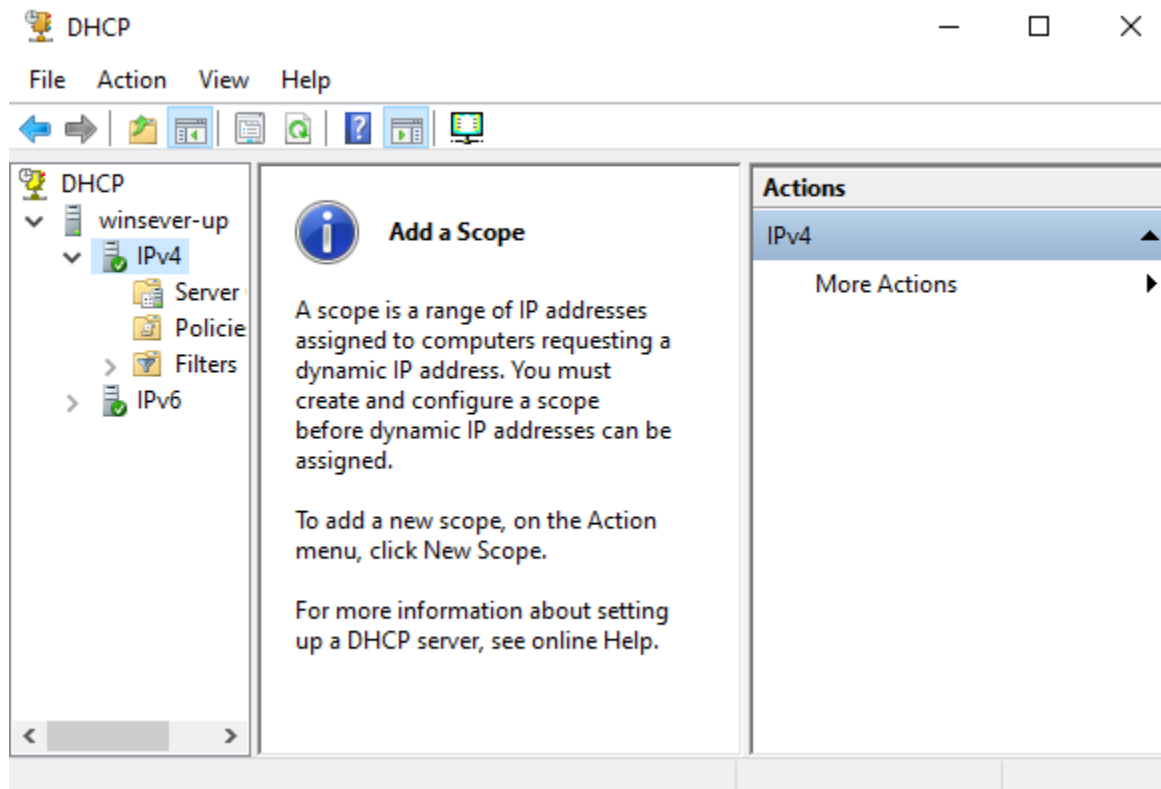 DHCP
File Action View Help
DHCP
winsever-up
IPv4
Server
Policie
Filters
IPv6
Add a Scope
A scope is a range of IP addresses
assigned to computers requesting a
dynamic IP address. You must
create and configure a scope
before dynamic IP addresses can be
assigned.
To add a new scope, on the Action
menu, click New Scope.
For more information about setting
up a DHCP server, see online Help.
Actions
IPv4
More Actions